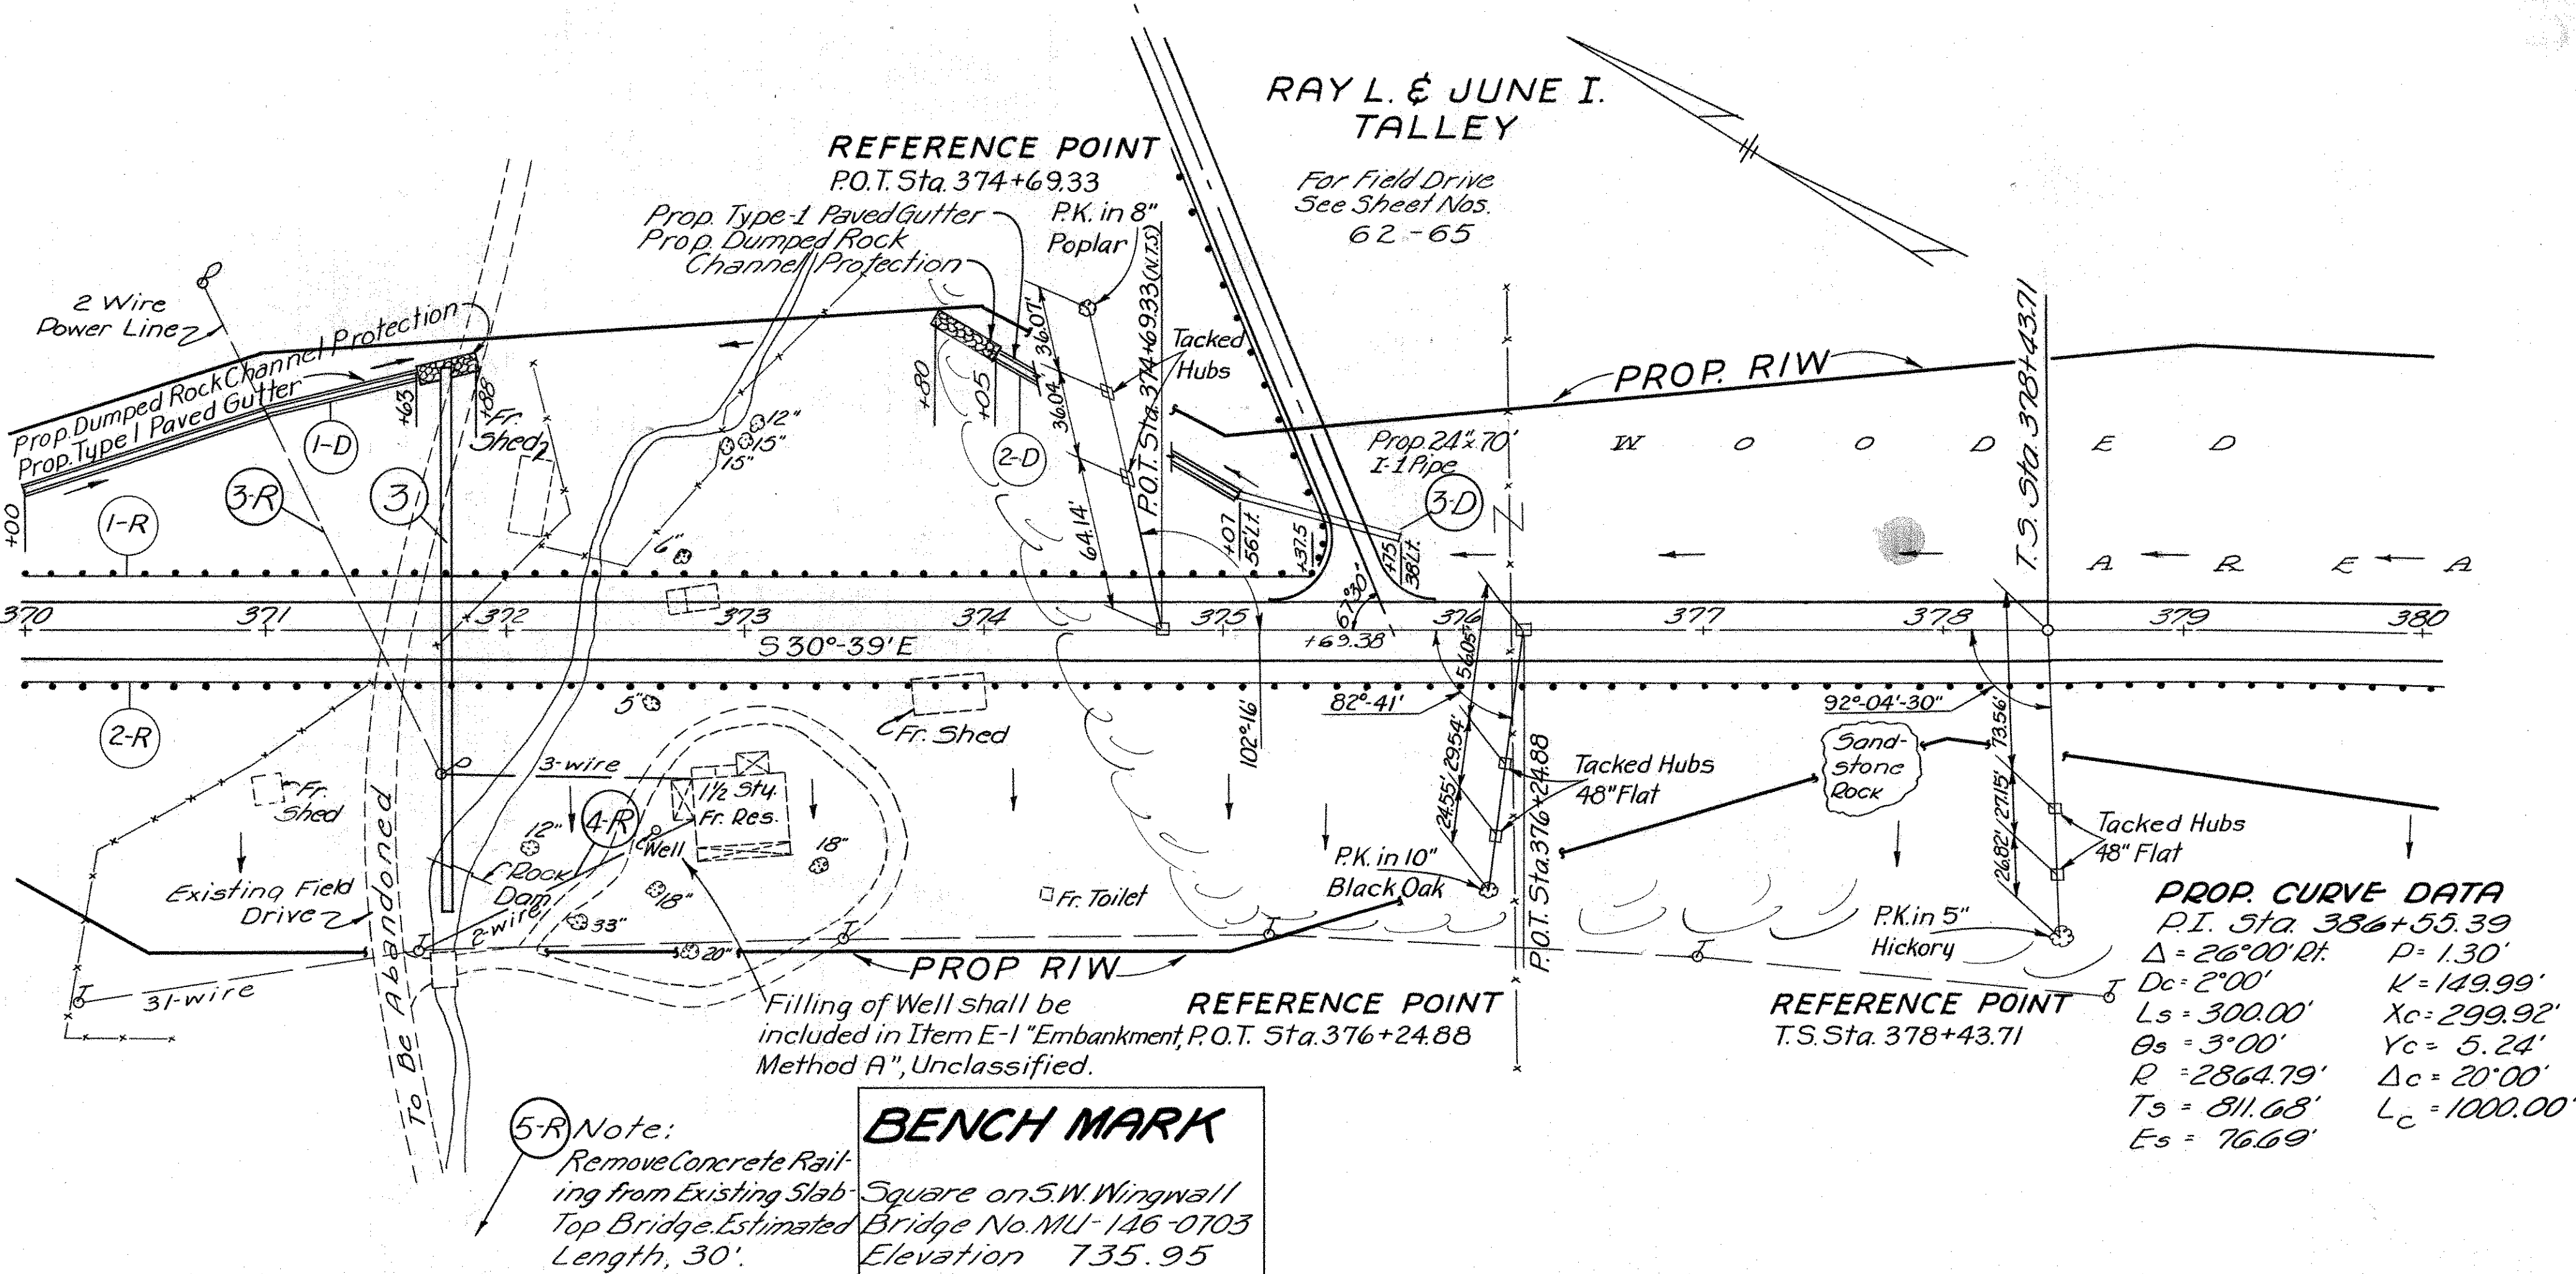 RAY L. & JUNE I.
TALLEY
For Field Drive
See Sheet Nos.
62-65
REFERENCE POINT
P.O.T. Sta. 374+69.33
Prop. Type-1 Paved Gutter
Prop. Dumped Rock
Channel Protection
P.K. in 8"
Poplar
Tacked
Hubs
P.O.T. Sta. 374+69.33 (N.T.S)
36.07'
36.04'
64.14'
2 Wire
Power Line
Prop. Dumped Rock Channel Protection
Prop. Type 1 Paved Gutter
+00
+63
+88
Fr.
Shed
1-D
3-R
3
1-R
12"
15"
15"
6"
+80
+05
2-D
+07
56' Lt.
+37.5
+75
38 Lt.
67°30"
Prop. 24"x70'
I-1 Pipe
3-D
PROP. R/W
WOODED
AREA
T.S. Sta. 378+43.71
370
371
372
373
374
375
376
377
378
379
380
S 30°-39' E
+69.38
2-R
5"
Fr. Shed
102°-16'
82°-41'
92°-04'-30"
56.05'
29.54'
24.55'
73.56'
27.15'
26.82'
Sand-
stone
Rock
Tacked Hubs
48" Flat
P.O.T. Sta. 376+24.88
Tacked Hubs
48" Flat
Fr.
Shed
3-wire
1½ Sty.
Fr. Res.
4-R
Well
12"
18"
18"
33"
20"
Rock
Dam
2-wire
Existing Field
Drive
To Be Abandoned
31-wire
Fr. Toilet
P.K. in 10"
Black Oak
P.K. in 5"
Hickory
PROP R/W
Filling of Well shall be
included in Item E-1 "Embankment,
Method A", Unclassified.
REFERENCE POINT
P.O.T. Sta. 376+24.88
REFERENCE POINT
T.S. Sta. 378+43.71
PROP. CURVE DATA
P.I. Sta. 386+55.39
Δ = 26°00' Rt. P = 1.30'
Dc = 2°00' K = 149.99'
Ls = 300.00' Xc = 299.92'
θs = 3°00' Yc = 5.24'
R = 2864.79' Δc = 20°00'
Ts = 811.68' Lc = 1000.00'
Es = 76.69'
5-R Note:
Remove Concrete Rail-
ing from Existing Slab-
Top Bridge. Estimated
Length, 30'.
BENCH MARK
Square on S.W. Wingwall
Bridge No. MU-146-0703
Elevation 735.95